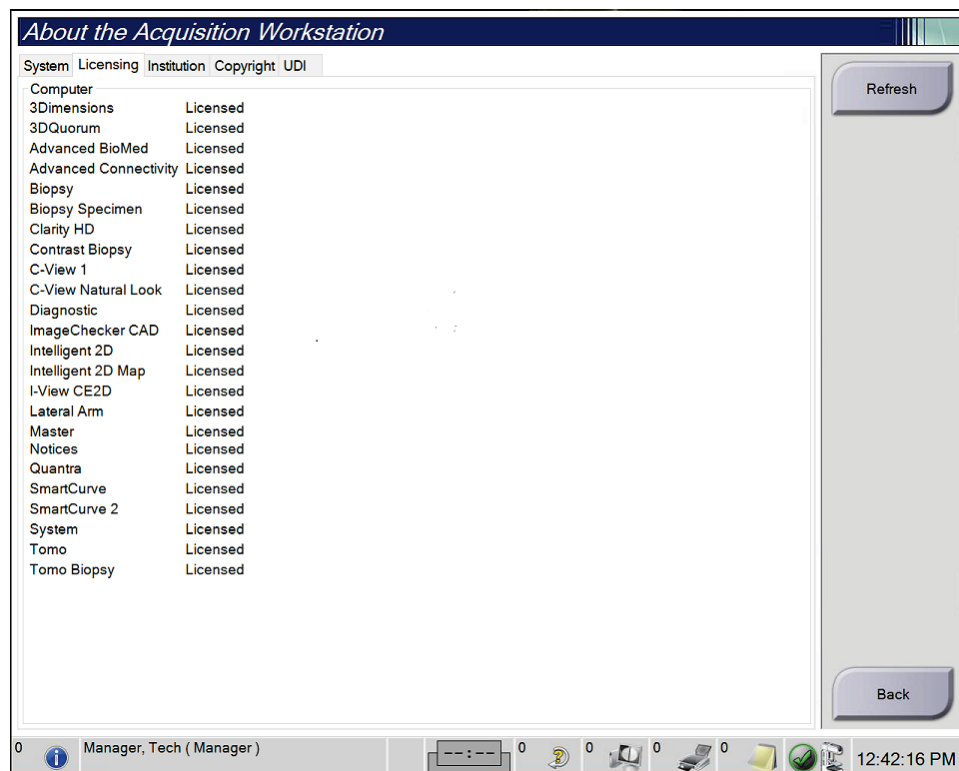 About the Acquisition Workstation
System Licensing Institution Copyright UDI
Computer
3Dimensions Licensed
3DQuorum Licensed
Advanced BioMed Licensed
Advanced Connectivity Licensed
Biopsy Licensed
Biopsy Specimen Licensed
Clarity HD Licensed
Contrast Biopsy Licensed
C-View 1 Licensed
C-View Natural Look Licensed
Diagnostic Licensed
ImageChecker CAD Licensed
Intelligent 2D Licensed
Intelligent 2D Map Licensed
I-View CE2D Licensed
Lateral Arm Licensed
Master Licensed
Notices Licensed
Quantra Licensed
SmartCurve Licensed
SmartCurve 2 Licensed
System Licensed
Tomo Licensed
Tomo Biopsy Licensed
Refresh
Back
0 Manager, Tech ( Manager ) --:-- 0 0 0 0 12:42:16 PM